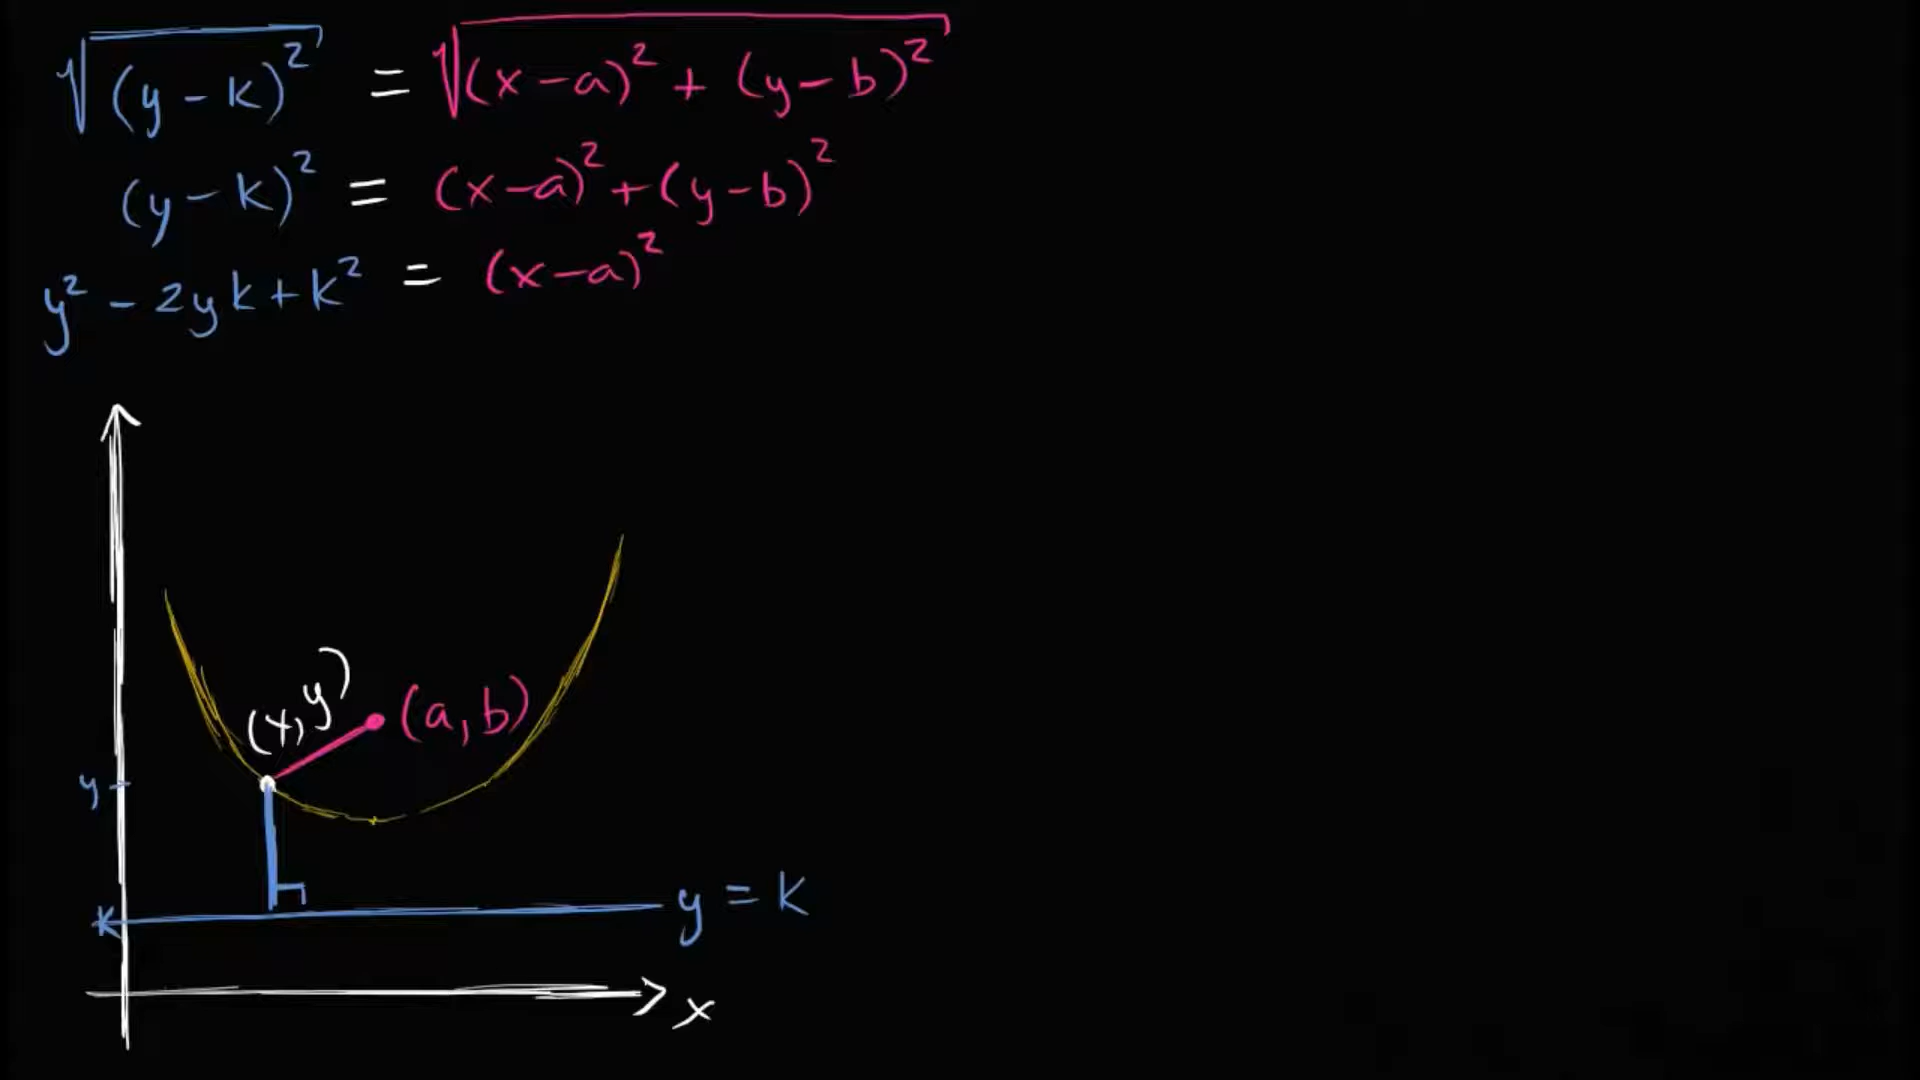 √(y-k)² = √(x-a)² + (y-b)²
(y-k)² = (x-a)² + (y-b)²
y² - 2yk + k² = (x-a)²
(x,y)
(a,b)
y
k
y = k
x